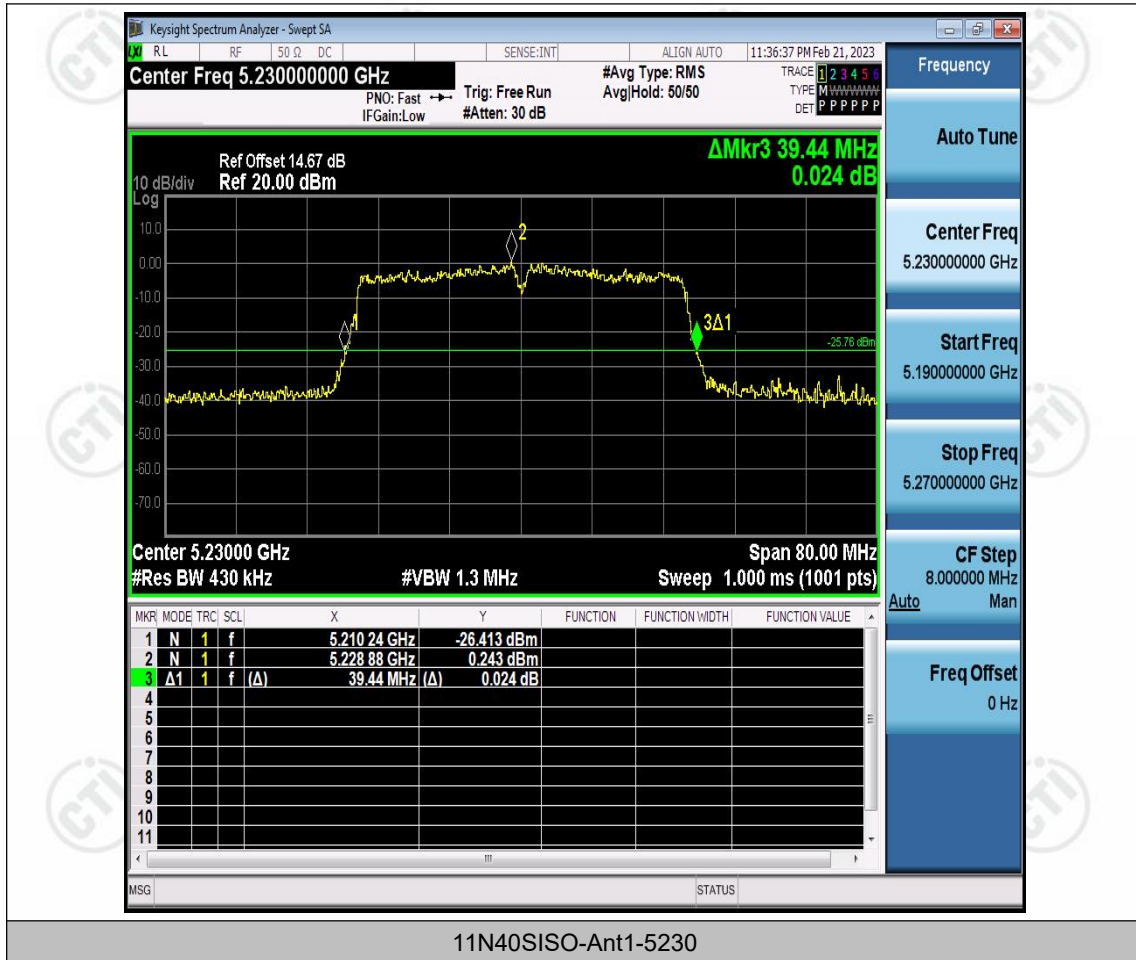 Keysight Spectrum Analyzer - Swept SA
LXI RL RF 50 Ω DC SENSE:INT ALIGN AUTO 11:36:37 PM Feb 21, 2023
Center Freq 5.230000000 GHz
PNO: Fast
IFGain:Low
Trig: Free Run
#Atten: 30 dB
#Avg Type: RMS
Avg|Hold: 50/50
TRACE 1 2 3 4 5 6
TYPE M WWWWW
DET P P P P P P
Ref Offset 14.67 dB
10 dB/div Ref 20.00 dBm
Log
ΔMkr3 39.44 MHz
0.024 dB
10.0
0.00
-10.0
-20.0
-30.0
-40.0
-50.0
-60.0
-70.0
2
3Δ1
-25.76 dBm
Center 5.23000 GHz Span 80.00 MHz
#Res BW 430 kHz #VBW 1.3 MHz Sweep 1.000 ms (1001 pts)
MKR MODE TRC SCL X Y FUNCTION FUNCTION WIDTH FUNCTION VALUE
1 N 1 f 5.210 24 GHz -26.413 dBm
2 N 1 f 5.228 88 GHz 0.243 dBm
3 Δ1 1 f (Δ) 39.44 MHz (Δ) 0.024 dB
4
5
6
7
8
9
10
11
MSG STATUS
Frequency
Auto Tune
Center Freq
5.230000000 GHz
Start Freq
5.190000000 GHz
Stop Freq
5.270000000 GHz
CF Step
8.000000 MHz
Auto Man
Freq Offset
0 Hz
CTI
CTI
CTI
CTI
CTI
CTI
11N40SISO-Ant1-5230